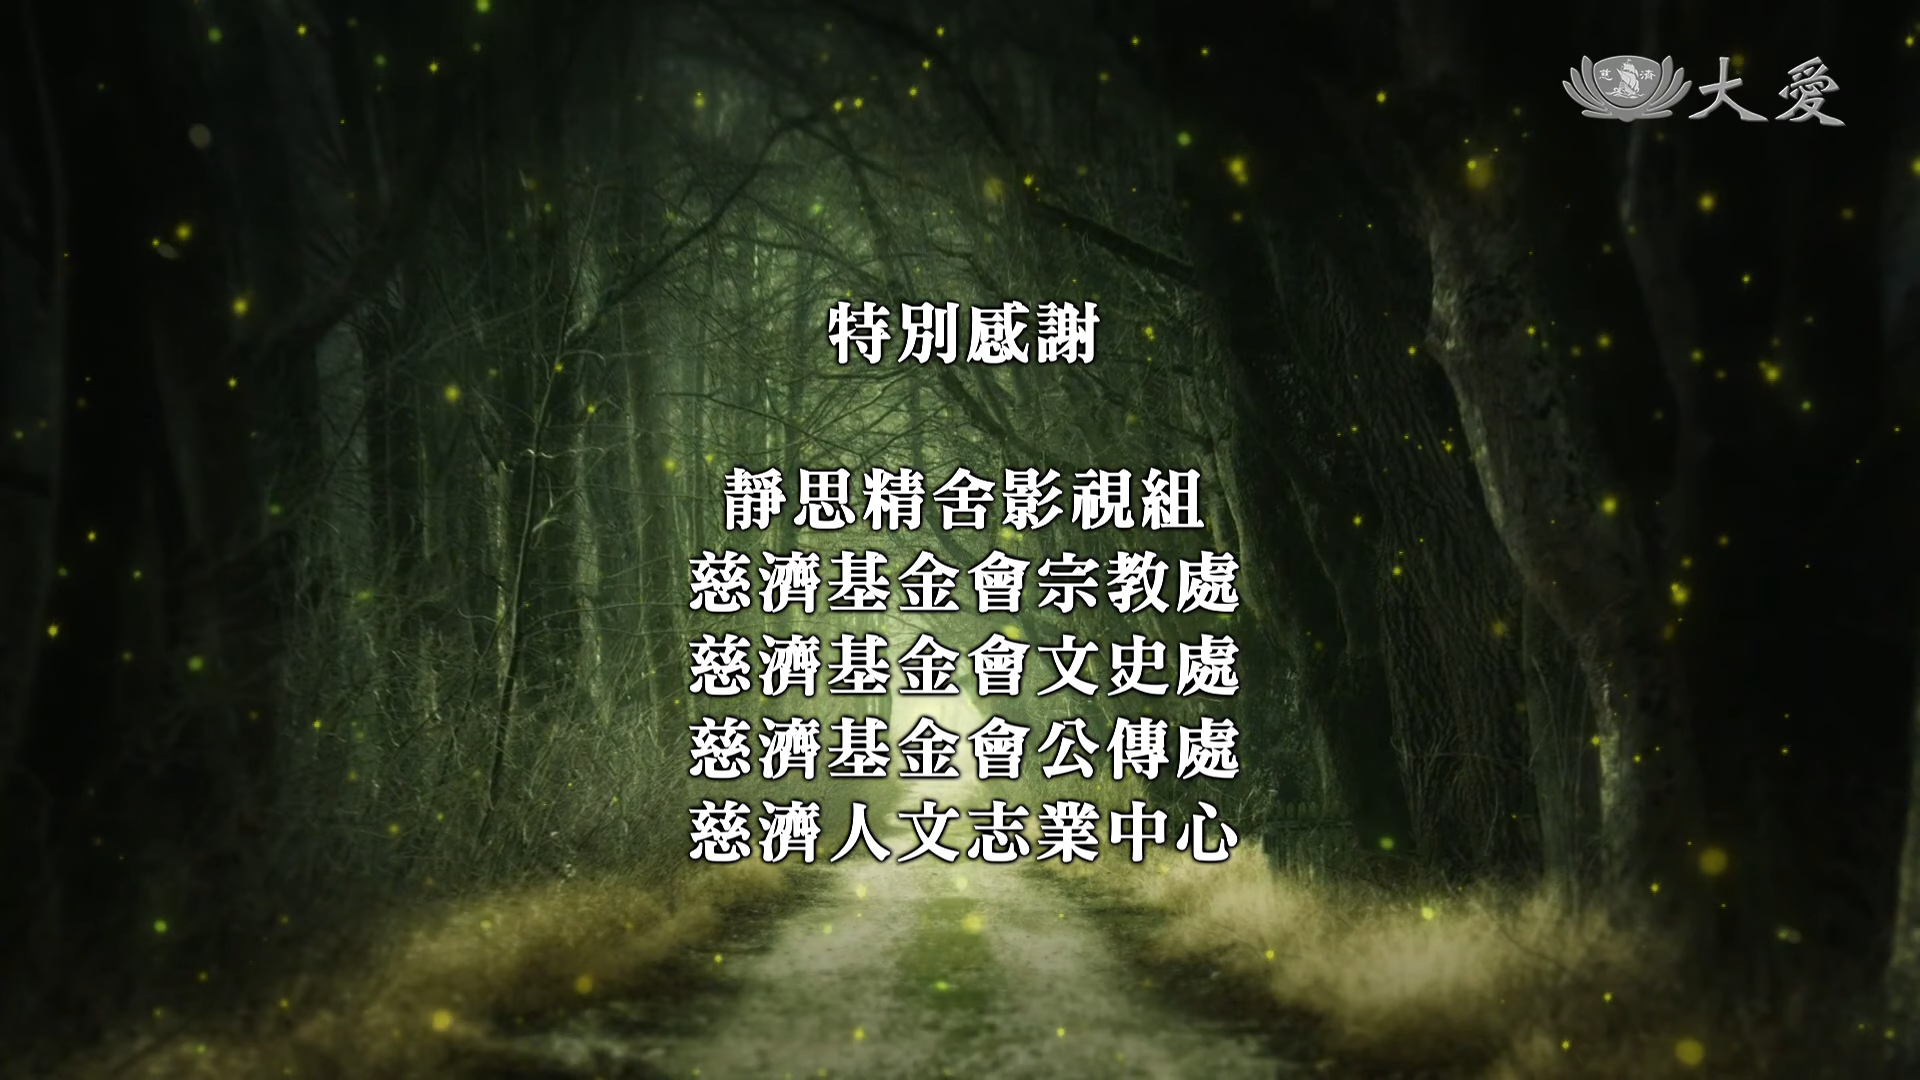 慈濟
大愛
特別感謝
靜思精舍影視組
慈濟基金會宗教處
慈濟基金會文史處
慈濟基金會公傳處
慈濟人文志業中心